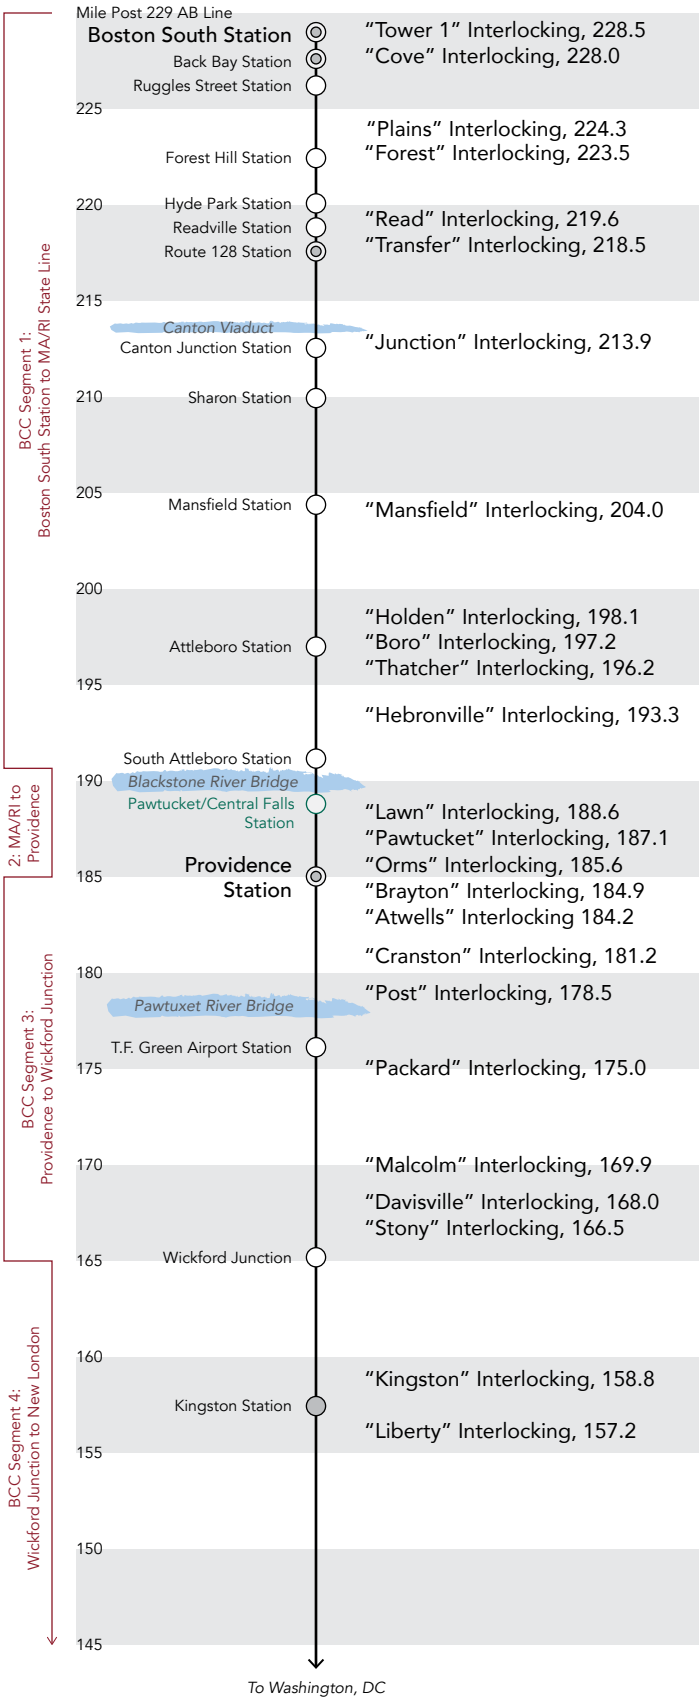 Mile Post 229 AB Line
Boston South Station
“Tower 1” Interlocking, 228.5
Back Bay Station
“Cove” Interlocking, 228.0
Ruggles Street Station
225
“Plains” Interlocking, 224.3
Forest Hill Station
“Forest” Interlocking, 223.5
Hyde Park Station
220
Readville Station
“Read” Interlocking, 219.6
Route 128 Station
“Transfer” Interlocking, 218.5
215
Canton Viaduct
Canton Junction Station
“Junction” Interlocking, 213.9
BCC Segment 1:
Boston South Station to MA/RI State Line
210
Sharon Station
205
Mansfield Station
“Mansfield” Interlocking, 204.0
200
“Holden” Interlocking, 198.1
Attleboro Station
“Boro” Interlocking, 197.2
“Thatcher” Interlocking, 196.2
195
“Hebronville” Interlocking, 193.3
South Attleboro Station
190
Blackstone River Bridge
2: MA/RI to
Providence
Pawtucket/Central Falls
Station
“Lawn” Interlocking, 188.6
“Pawtucket” Interlocking, 187.1
Providence
Station
“Orms” Interlocking, 185.6
185
“Brayton” Interlocking, 184.9
“Atwells” Interlocking 184.2
“Cranston” Interlocking, 181.2
180
“Post” Interlocking, 178.5
Pawtuxet River Bridge
T.F. Green Airport Station
175
“Packard” Interlocking, 175.0
BCC Segment 3:
Providence to Wickford Junction
170
“Malcolm” Interlocking, 169.9
“Davisville” Interlocking, 168.0
“Stony” Interlocking, 166.5
Wickford Junction
165
160
“Kingston” Interlocking, 158.8
Kingston Station
“Liberty” Interlocking, 157.2
155
BCC Segment 4:
Wickford Junction to New London
150
145
To Washington, DC